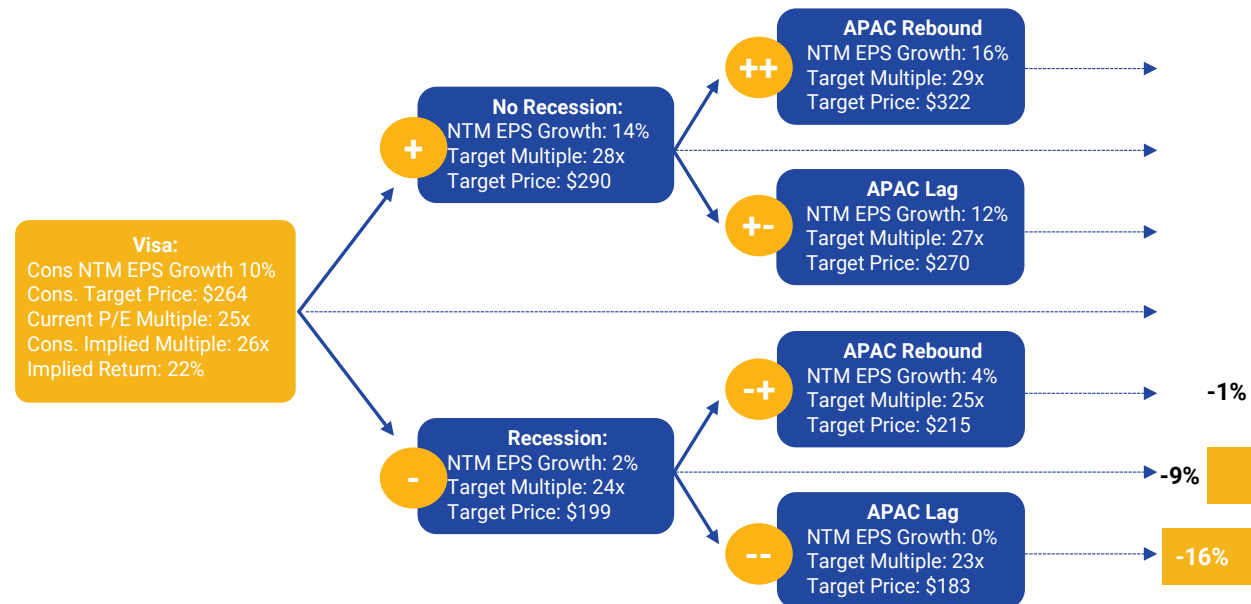 Visa:
Cons NTM EPS Growth 10%
Cons. Target Price: $264
Current P/E Multiple: 25x
Cons. Implied Multiple: 26x
Implied Return: 22%
+
No Recession:
NTM EPS Growth: 14%
Target Multiple: 28x
Target Price: $290
-
Recession:
NTM EPS Growth: 2%
Target Multiple: 24x
Target Price: $199
++
APAC Rebound
NTM EPS Growth: 16%
Target Multiple: 29x
Target Price: $322
+-
APAC Lag
NTM EPS Growth: 12%
Target Multiple: 27x
Target Price: $270
-+
APAC Rebound
NTM EPS Growth: 4%
Target Multiple: 25x
Target Price: $215
--
APAC Lag
NTM EPS Growth: 0%
Target Multiple: 23x
Target Price: $183
-1%
-9%
-16%